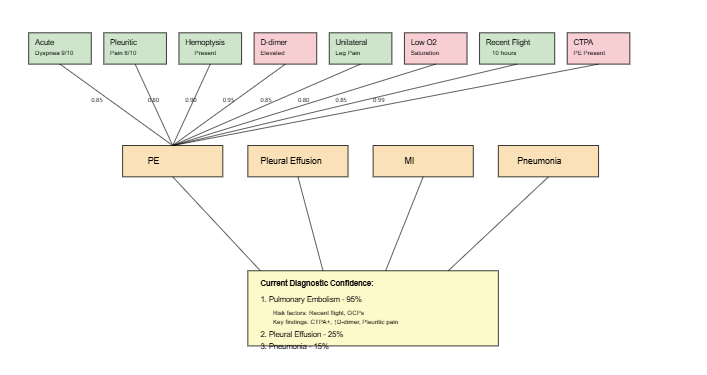 Acute
Dyspnea 9/10
Pleuritic
Pain 8/10
Hemoptysis
Present
D-dimer
Elevated
Unilateral
Leg Pain
Low O2
Saturation
Recent Flight
10 hours
CTPA
PE Present
0.85
0.80
0.90
0.95
0.85
0.80
0.85
0.99
PE
Pleural Effusion
MI
Pneumonia
Current Diagnostic Confidence:
1. Pulmonary Embolism - 95%
Risk factors: Recent flight, OCPs
Key findings: CTPA+, ↑D-dimer, Pleuritic pain
2. Pleural Effusion - 25%
3. Pneumonia - 15%